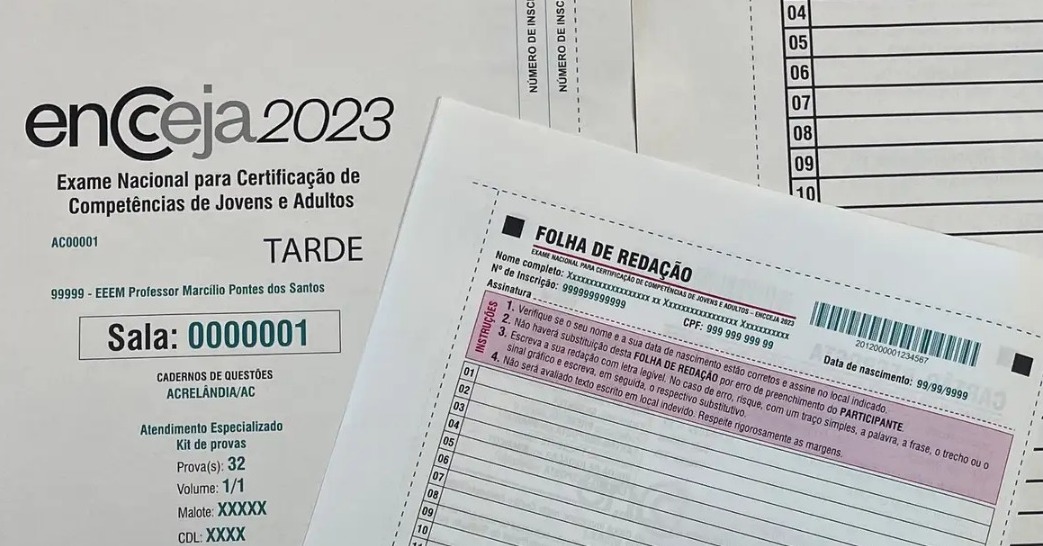 encceja 2023
Exame Nacional para Certificação de
Competências de Jovens e Adultos
AC00001
TARDE
99999 - EEEM Professor Marcílio Pontes dos Santos
Sala: 0000001
CADERNOS DE QUESTÕES
ACRELÂNDIA/AC
Atendimento Especializado
Kit de provas
Prova(s): 32
Volume: 1/1
Malote: XXXXX
CDL: XXXX
NÚMERO DE INSC
NÚMERO DE INSC
04
05
06
07
08
09
10
FOLHA DE REDAÇÃO
EXAME NACIONAL PARA CERTIFICAÇÃO DE COMPETÊNCIAS DE JOVENS E ADULTOS – ENCCEJA 2023
Nome completo: Xxxxxxxxxxxxxxxxx xx Xxxxxxxxxxxxxxxxx Xxxxxxxxxx
Nº de Inscrição: 999999999999
CPF: 999 999 999 99
Assinatura
2012000001234567
Data de nascimento: 99/99/9999
INSTRUÇÕES
1. Verifique se o seu nome e a sua data de nascimento estão corretos e assine no local indicado.
2. Não haverá substituição desta FOLHA DE REDAÇÃO por erro de preenchimento do PARTICIPANTE.
3. Escreva a sua redação com letra legível. No caso de erro, risque, com um traço simples, a palavra, a frase, o trecho ou o
sinal gráfico e escreva, em seguida, o respectivo substitutivo.
4. Não será avaliado texto escrito em local indevido. Respeite rigorosamente as margens.
01
02
03
04
05
06
07
08
09
10